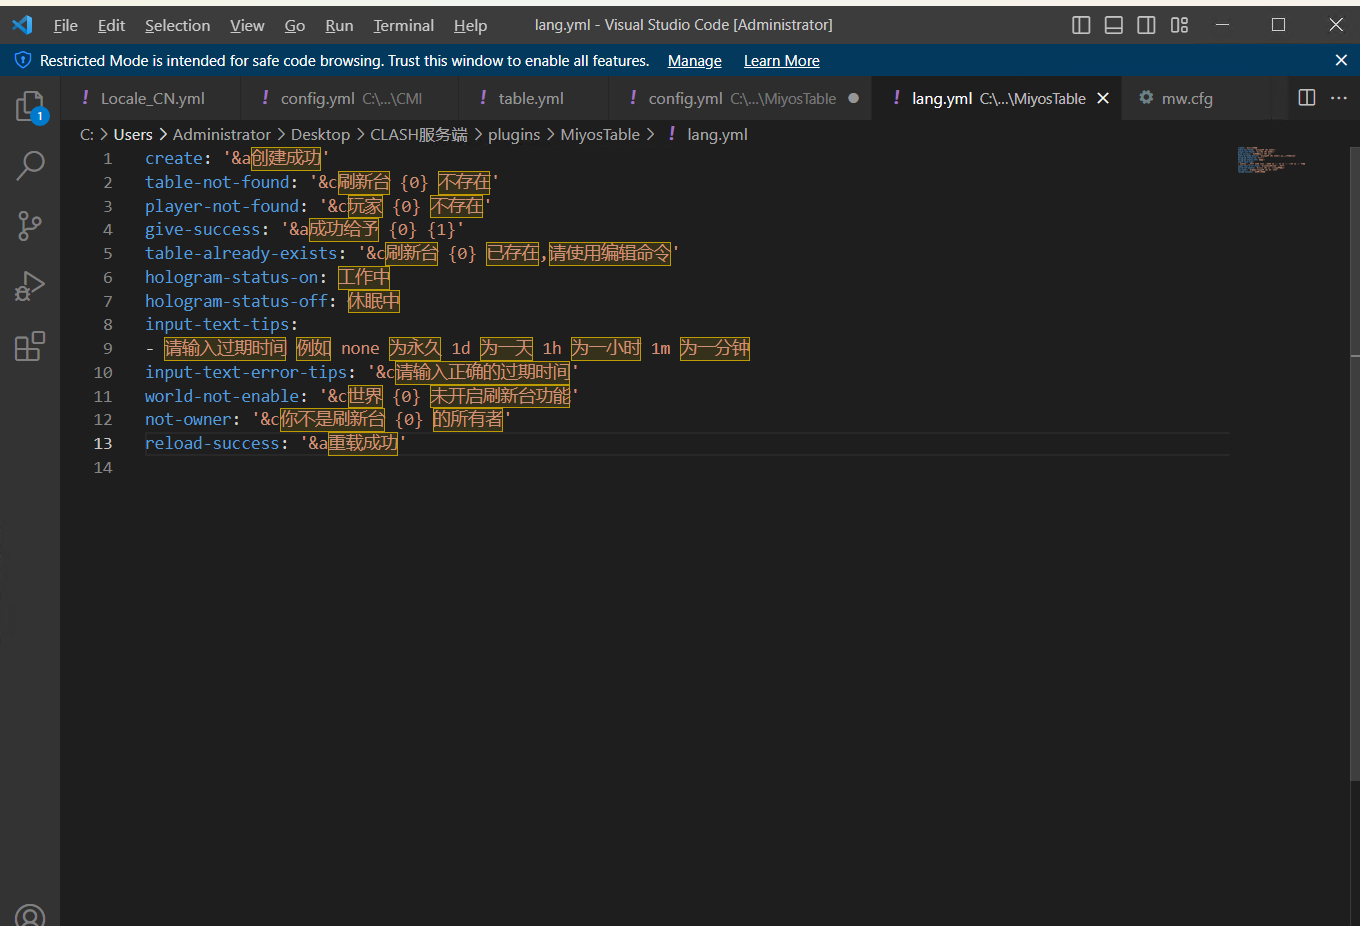 File Edit Selection View Go Run Terminal Help lang.yml - Visual Studio Code [Administrator]
Restricted Mode is intended for safe code browsing. Trust this window to enable all features. Manage Learn More
1
! Locale_CN.yml ! config.yml C:\...\CMI ! table.yml ! config.yml C:\...\MiyosTable ! lang.yml C:\...\MiyosTable mw.cfg
C: > Users > Administrator > Desktop > CLASH服务端 > plugins > MiyosTable > ! lang.yml
1 create: '&a创建成功'
2 table-not-found: '&c刷新台 {0} 不存在'
3 player-not-found: '&c玩家 {0} 不存在'
4 give-success: '&a成功给予 {0} {1}'
5 table-already-exists: '&c刷新台 {0} 已存在,请使用编辑命令'
6 hologram-status-on: 工作中
7 hologram-status-off: 休眠中
8 input-text-tips:
9 - 请输入过期时间 例如 none 为永久 1d 为一天 1h 为一小时 1m 为一分钟
10 input-text-error-tips: '&c请输入正确的过期时间'
11 world-not-enable: '&c世界 {0} 未开启刷新台功能'
12 not-owner: '&c你不是刷新台 {0} 的所有者'
13 reload-success: '&a重载成功'
14